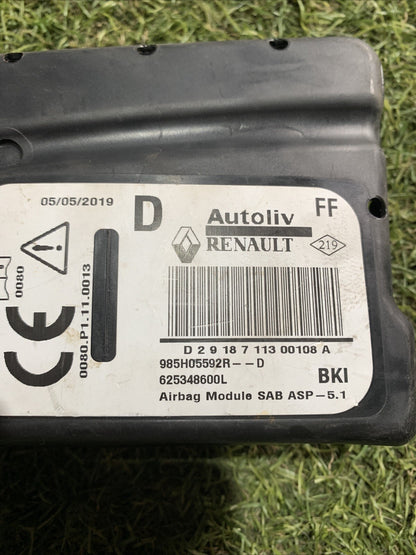 05/05/2019
D
Autoliv
FF
RENAULT
219
0080
0080.P1.11.0013
CE
D 2 9 18 7 113 00108 A
985H05592R--D
625348600L
BKI
Airbag Module SAB ASP-5.1